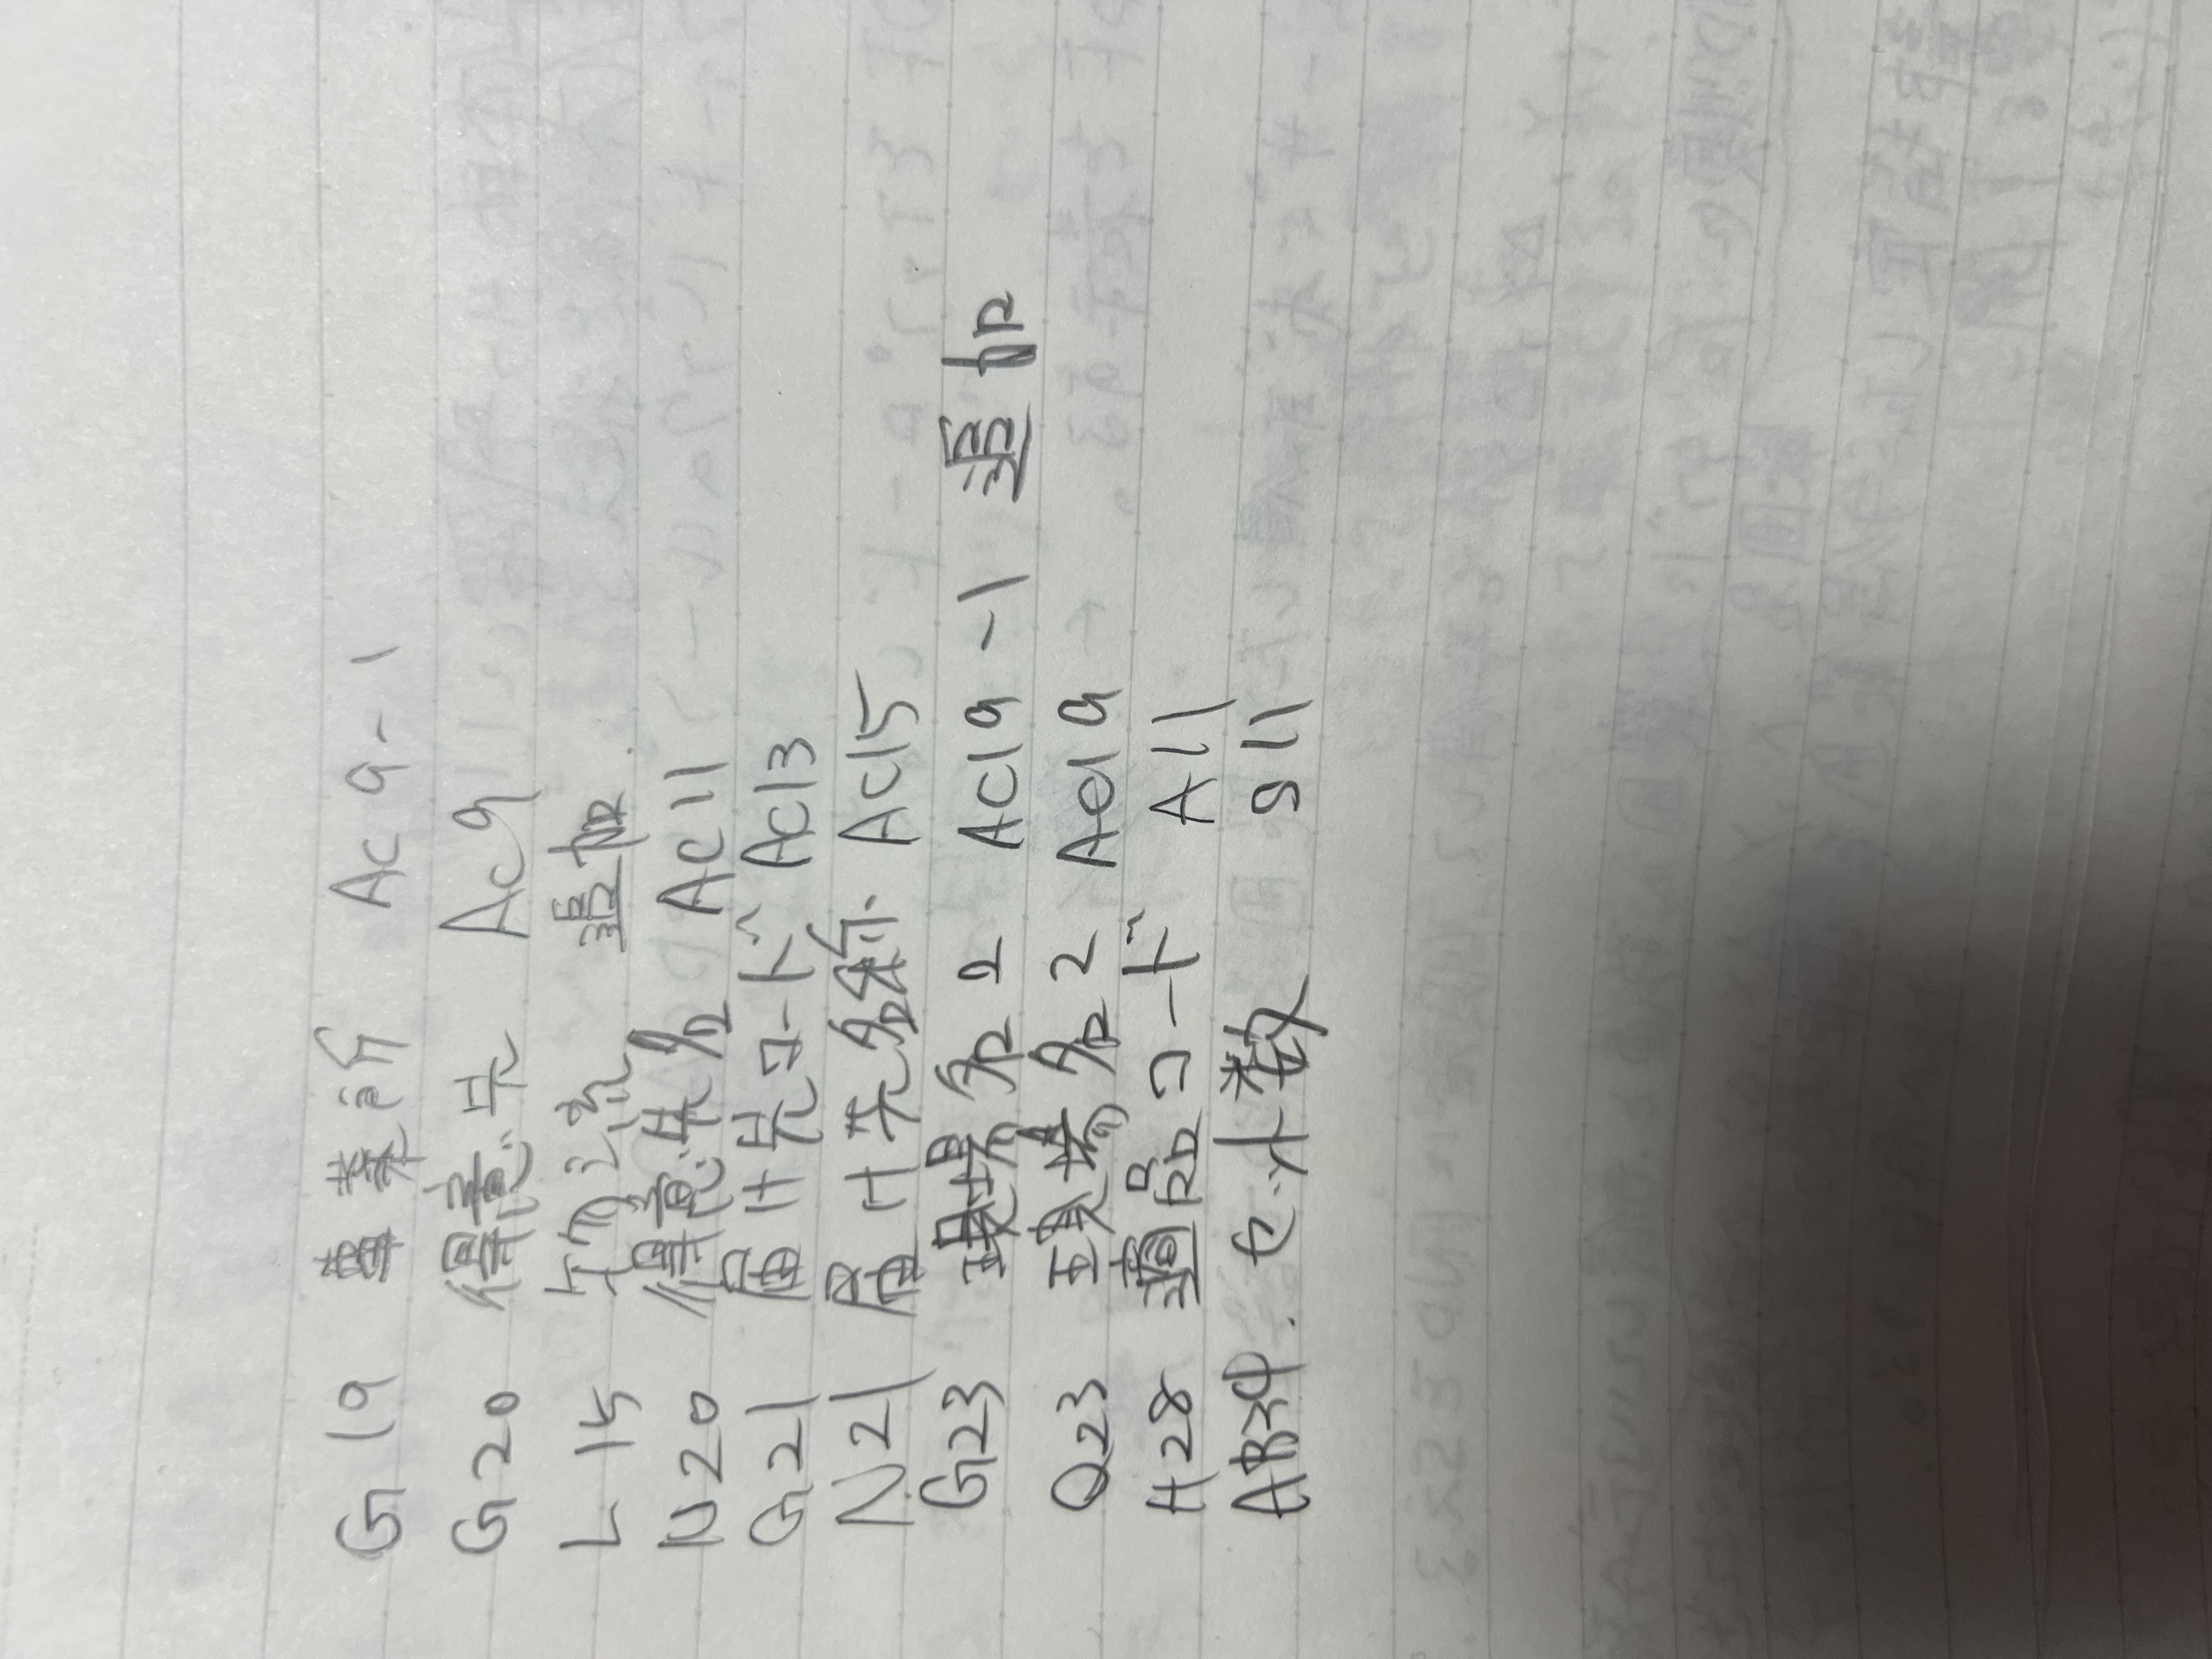 G19 事業所 AC9-1
G20 得意先 AC9
L15 物流 追加
N20 得意先名 AC11
G21 届け先コード AC13
N21 届け先名称 AC15
G23 現場名2 AC19-1 追加
Q23 現場名2 AC19
H28 道品コード A11
AB34. セット数 S11